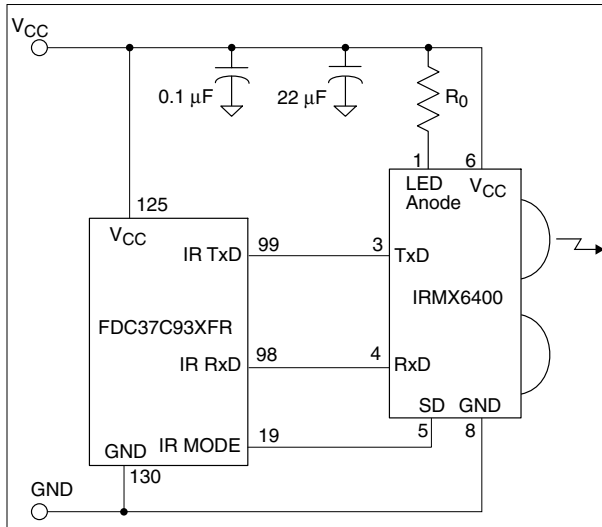 VCC
0.1 μF
22 μF
R0
1
6
LED
Anode
VCC
125
VCC
IR TxD
99
3
TxD
IRMX6400
FDC37C93XFR
IR RxD
98
4
RxD
SD
GND
IR MODE
19
5
8
GND
130
GND